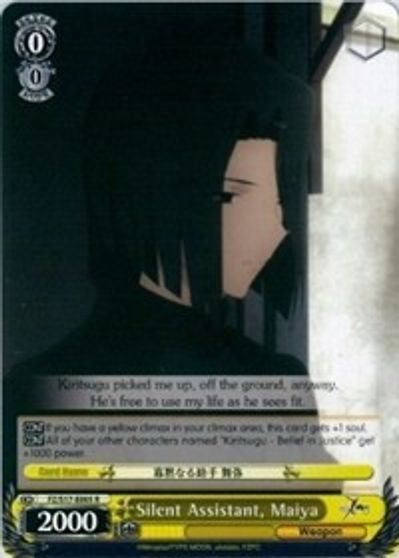 0
0
Kiritsugu picked me up, off the ground, anyway.
He's free to use my life as he sees fit.
CONT If you have a yellow climax in your climax area, this card gets +1 soul.
CONT All of your other characters named "Kiritsugu - Belief in Justice" get
+1000 power.
Card Name
寡黙なる助手 舞弥
Silent Assistant, Maiya
2000
Weapon